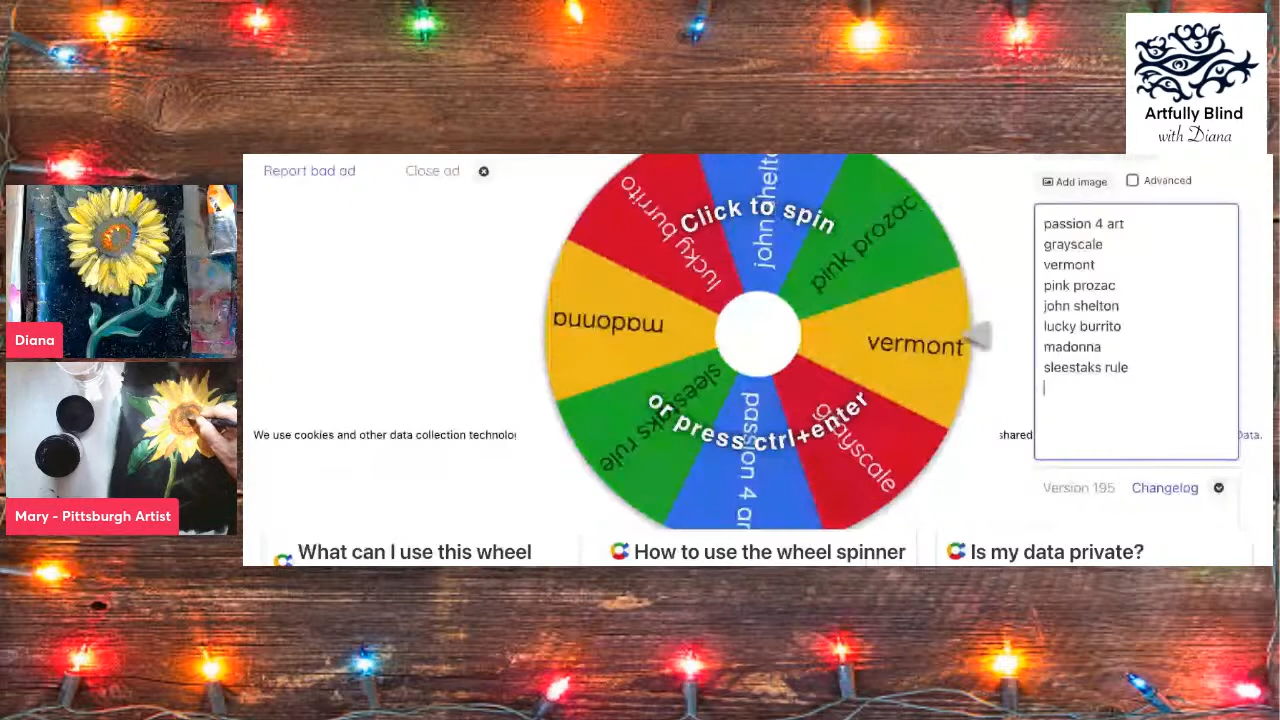 Artfully Blind
with Diana
Report bad ad
Close ad
Add image
Advanced
Click to spin
or press ctrl+enter
lucky burrito
john shelto
pink prozac
madonna
vermont
sleestaks rule
passion 4 ar
grayscale
passion 4 art
grayscale
vermont
pink prozac
john shelton
lucky burrito
madonna
sleestaks rule
We use cookies and other data collection technolo
shared
Data.
Version 195
Changelog
What can I use this wheel
How to use the wheel spinner
Is my data private?
Diana
Mary - Pittsburgh Artist